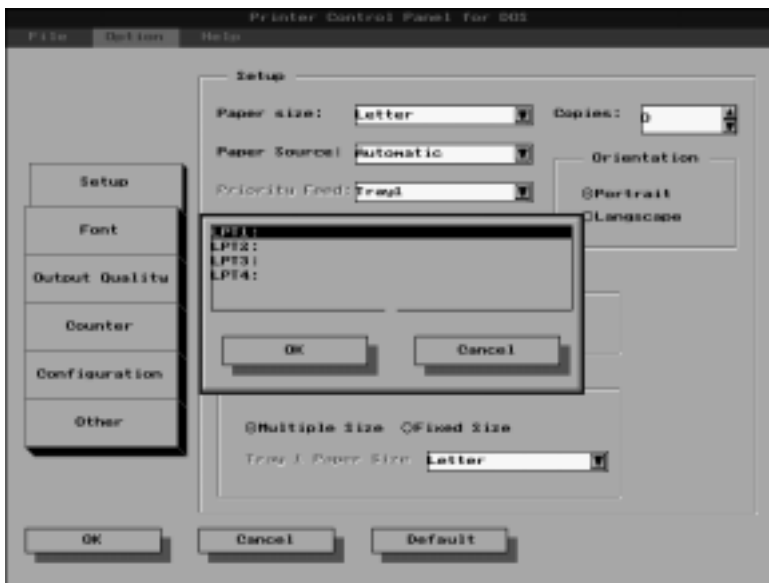 Printer Control Panel for DOS
File Option Help
Setup
Paper size: Letter
Copies: 0
Paper Source: Automatic
Orientation
Priority Feed: Tray1
Portrait
Langscape
Setup
Font
Output Quality
Counter
Configuration
Other
LPT1:
LPT2:
LPT3:
LPT4:
OK Cancel
Multiple Size Fixed Size
Tray 1 Paper Size Letter
OK Cancel Default